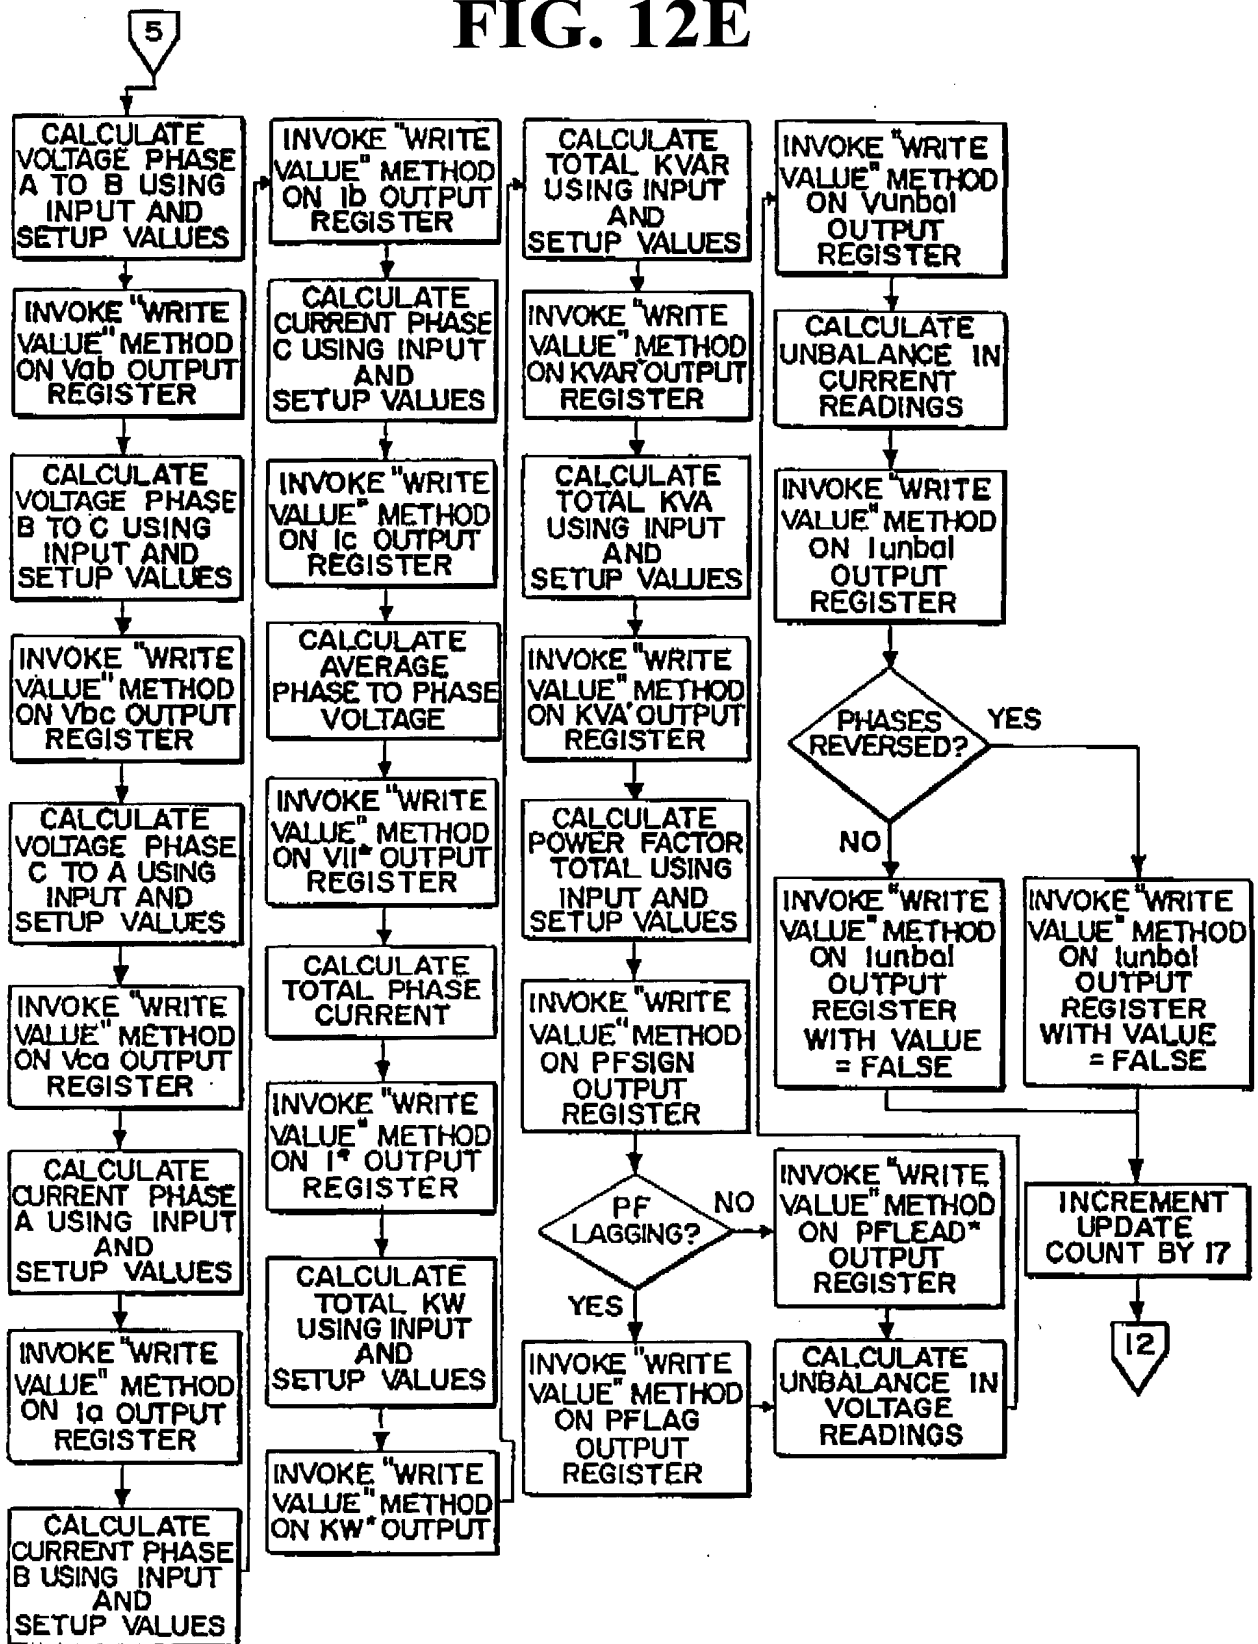 FIG. 12E
5
CALCULATE
VOLTAGE PHASE
A TO B USING
INPUT AND
SETUP VALUES
INVOKE "WRITE
VALUE" METHOD
ON Vab OUTPUT
REGISTER
CALCULATE
VOLTAGE PHASE
B TO C USING
INPUT AND
SETUP VALUES
INVOKE "WRITE
VALUE" METHOD
ON Vbc OUTPUT
REGISTER
CALCULATE
VOLTAGE PHASE
C TO A USING
INPUT AND
SETUP VALUES
INVOKE "WRITE
VALUE" METHOD
ON Vca OUTPUT
REGISTER
CALCULATE
CURRENT PHASE
A USING INPUT
AND
SETUP VALUES
INVOKE "WRITE
VALUE" METHOD
ON Ia OUTPUT
REGISTER
CALCULATE
CURRENT PHASE
B USING INPUT
AND
SETUP VALUES
INVOKE "WRITE
VALUE" METHOD
ON Ib OUTPUT
REGISTER
CALCULATE
CURRENT PHASE
C USING INPUT
AND
SETUP VALUES
INVOKE "WRITE
VALUE" METHOD
ON Ic OUTPUT
REGISTER
CALCULATE
AVERAGE
PHASE TO PHASE
VOLTAGE
INVOKE "WRITE
VALUE" METHOD
ON Vll* OUTPUT
REGISTER
CALCULATE
TOTAL PHASE
CURRENT
INVOKE "WRITE
VALUE" METHOD
ON I* OUTPUT
REGISTER
CALCULATE
TOTAL KW
USING INPUT
AND
SETUP VALUES
INVOKE "WRITE
VALUE" METHOD
ON KW* OUTPUT
CALCULATE
TOTAL KVAR
USING INPUT
AND
SETUP VALUES
INVOKE "WRITE
VALUE" METHOD
ON KVAR* OUTPUT
REGISTER
CALCULATE
TOTAL KVA
USING INPUT
AND
SETUP VALUES
INVOKE "WRITE
VALUE" METHOD
ON KVA* OUTPUT
REGISTER
CALCULATE
POWER FACTOR
TOTAL USING
INPUT AND
SETUP VALUES
INVOKE "WRITE
VALUE" METHOD
ON PFSIGN
OUTPUT
REGISTER
PF
LAGGING?
NO
YES
INVOKE "WRITE
VALUE" METHOD
ON PFLAG
OUTPUT
REGISTER
INVOKE "WRITE
VALUE" METHOD
ON PFLEAD*
OUTPUT
REGISTER
CALCULATE
UNBALANCE IN
VOLTAGE
READINGS
INVOKE "WRITE
VALUE" METHOD
ON Vunbal
OUTPUT
REGISTER
CALCULATE
UNBALANCE IN
CURRENT
READINGS
INVOKE "WRITE
VALUE" METHOD
ON Iunbal
OUTPUT
REGISTER
PHASES
REVERSED?
YES
NO
INVOKE "WRITE
VALUE" METHOD
ON Iunbal
OUTPUT
REGISTER
WITH VALUE
= FALSE
INVOKE "WRITE
VALUE" METHOD
ON Iunbal
OUTPUT
REGISTER
WITH VALUE
= FALSE
INCREMENT
UPDATE
COUNT BY 17
12